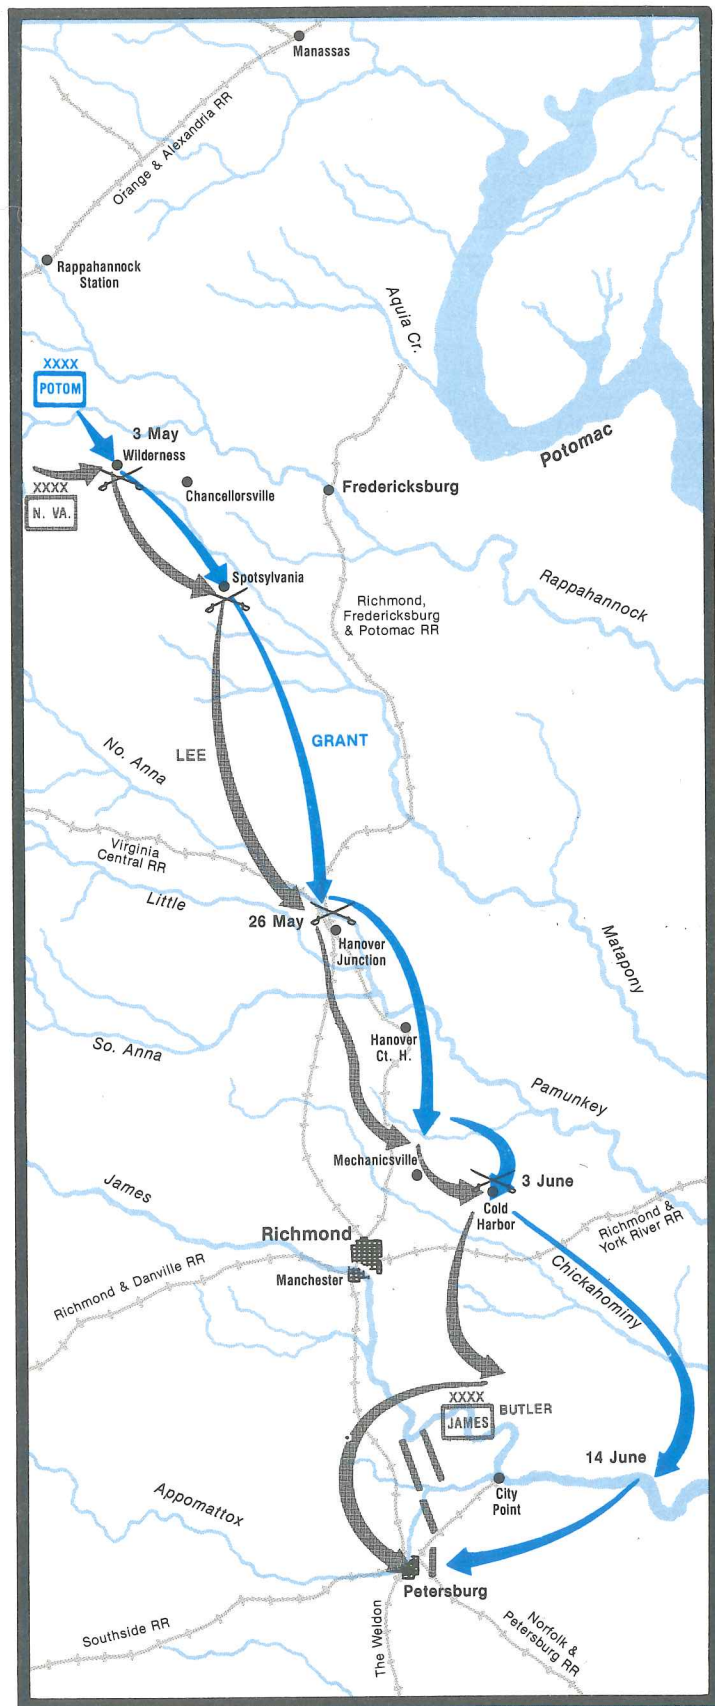 Manassas
Orange & Alexandria RR
Rappahannock
Station
Aquia Cr.
XXXX
POTOM
Potomac
3 May
Wilderness
XXXX
N. VA.
Chancellorsville
Fredericksburg
Spotsylvania
Rappahannock
Richmond,
Fredericksburg
& Potomac RR
No. Anna
LEE
GRANT
Virginia
Central RR
Little
26 May
Hanover
Junction
Matapony
So. Anna
Hanover
Ct. H.
Pamunkey
Mechanicsville
James
3 June
Cold
Harbor
Richmond &
York River RR
Richmond
Manchester
Richmond & Danville RR
Chickahominy
XXXX
JAMES
BUTLER
14 June
City
Point
Appomattox
Petersburg
Southside RR
The Weldon
Norfolk &
Petersburg RR